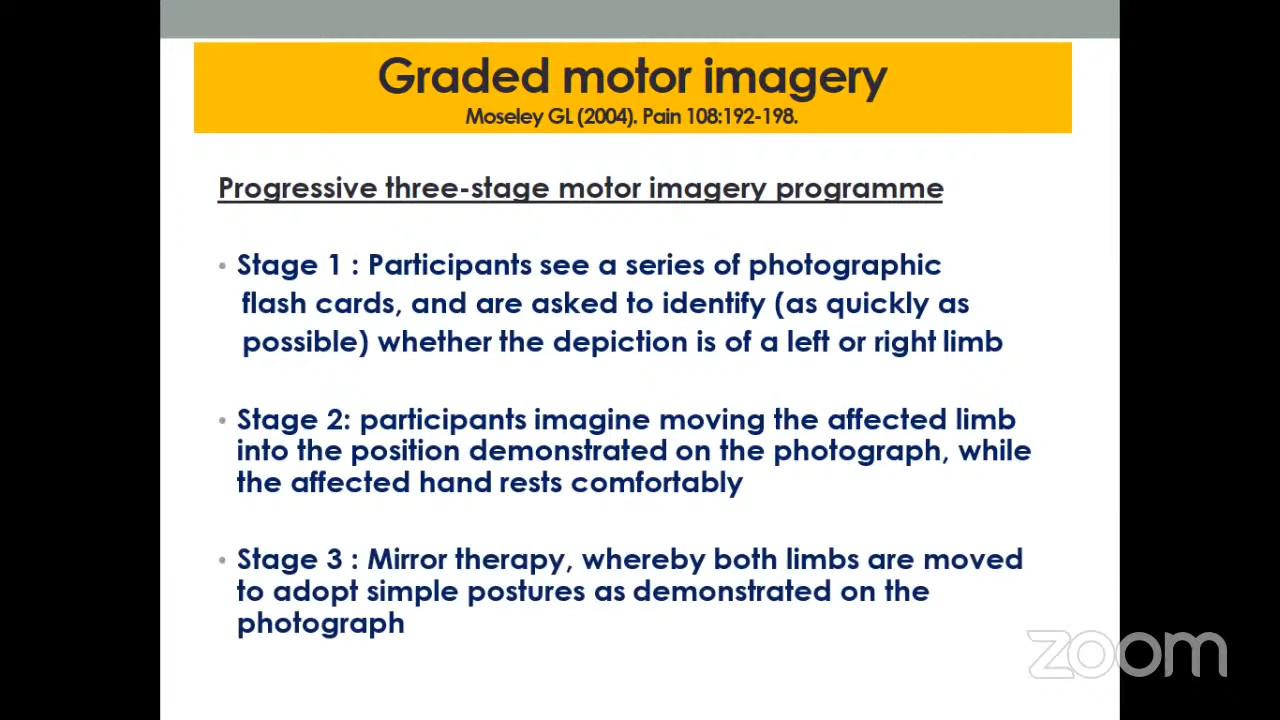 Graded motor imagery
Moseley GL (2004). Pain 108:192-198.
Progressive three-stage motor imagery programme
• Stage 1 : Participants see a series of photographic
flash cards, and are asked to identify (as quickly as
possible) whether the depiction is of a left or right limb
• Stage 2: participants imagine moving the affected limb
into the position demonstrated on the photograph, while
the affected hand rests comfortably
• Stage 3 : Mirror therapy, whereby both limbs are moved
to adopt simple postures as demonstrated on the
photograph
zoom